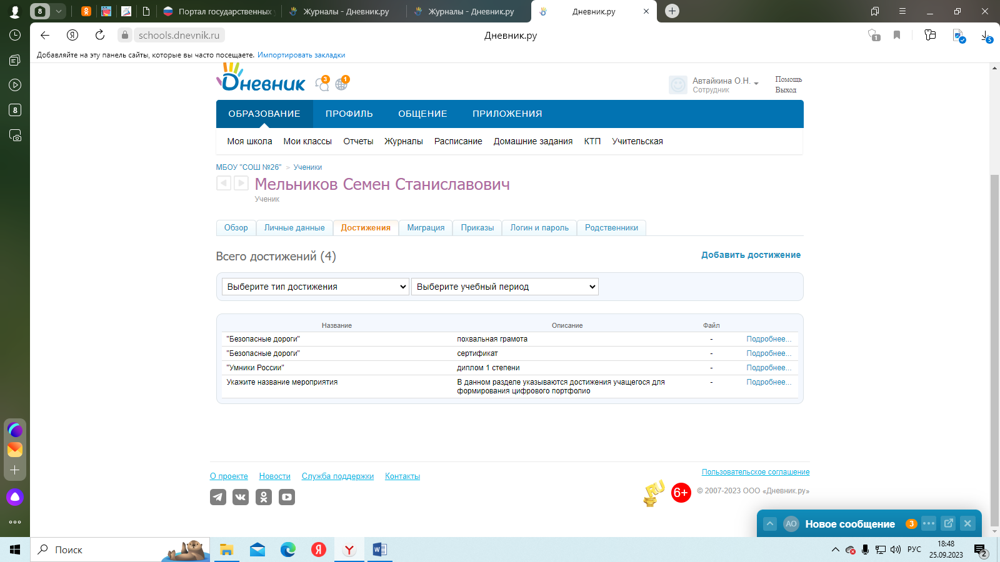 8
Портал государственных
Журналы - Дневник.ру
Журналы - Дневник.ру
Дневник.ру
schools.dnevnik.ru
Дневник.ру
1
5
Добавляйте на эту панель сайты, которые вы часто посещаете. Импортировать закладки
8
Дневник
3
1
Автайкина О.Н.
Сотрудник
Помощь
Выход
ОБРАЗОВАНИЕ ПРОФИЛЬ ОБЩЕНИЕ ПРИЛОЖЕНИЯ
Моя школа Мои классы Отчеты Журналы Расписание Домашние задания КТП Учительская
МБОУ "СОШ №26" > Ученики
Мельников Семен Станиславович
Ученик
Обзор Личные данные Достижения Миграция Приказы Логин и пароль Родственники
Всего достижений (4)
Добавить достижение
Выберите тип достижения Выберите учебный период
Название Описание Файл
"Безопасные дороги" похвальная грамота - Подробнее...
"Безопасные дороги" сертификат - Подробнее...
"Умники России" диплом 1 степени - Подробнее...
Укажите название мероприятия В данном разделе указываются достижения учащегося для - Подробнее...
формирования цифрового портфолио
О проекте Новости Служба поддержки Контакты
Пользовательское соглашение
RU
6+
© 2007-2023 ООО «Дневник.ру»
АО Новое сообщение 3
Поиск
Я
Y
W
РУС
18:48
25.09.2023
2